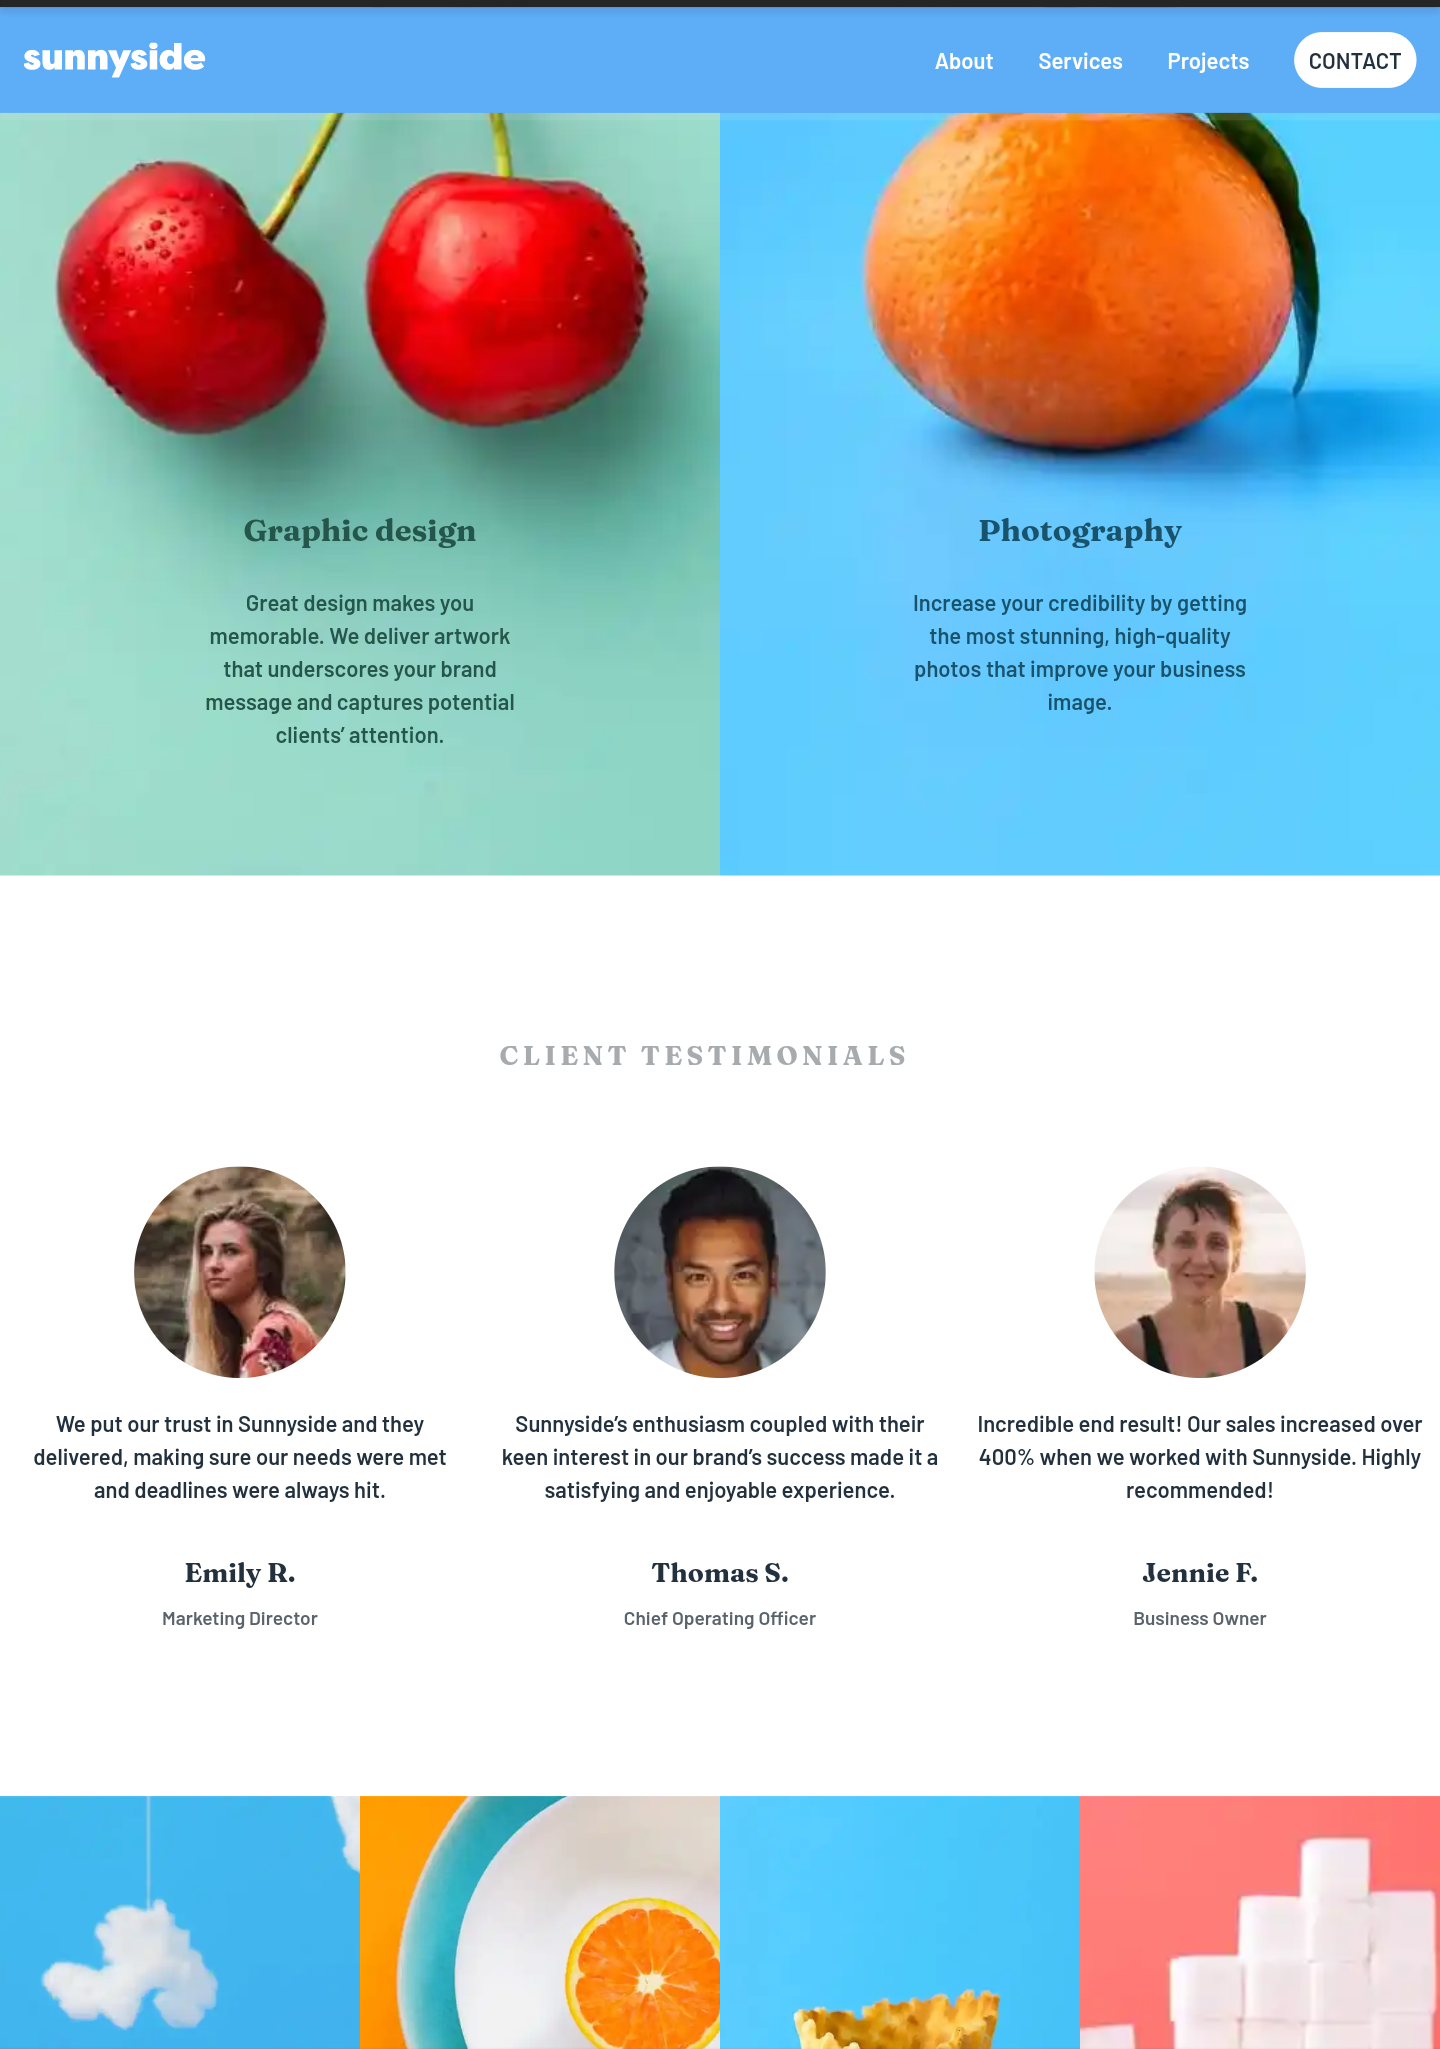 sunnyside
About Services Projects CONTACT
Graphic design
Great design makes you
memorable. We deliver artwork
that underscores your brand
message and captures potential
clients’ attention.
Photography
Increase your credibility by getting
the most stunning, high-quality
photos that improve your business
image.
CLIENT TESTIMONIALS
We put our trust in Sunnyside and they
delivered, making sure our needs were met
and deadlines were always hit.
Emily R.
Marketing Director
Sunnyside’s enthusiasm coupled with their
keen interest in our brand’s success made it a
satisfying and enjoyable experience.
Thomas S.
Chief Operating Officer
Incredible end result! Our sales increased over
400% when we worked with Sunnyside. Highly
recommended!
Jennie F.
Business Owner